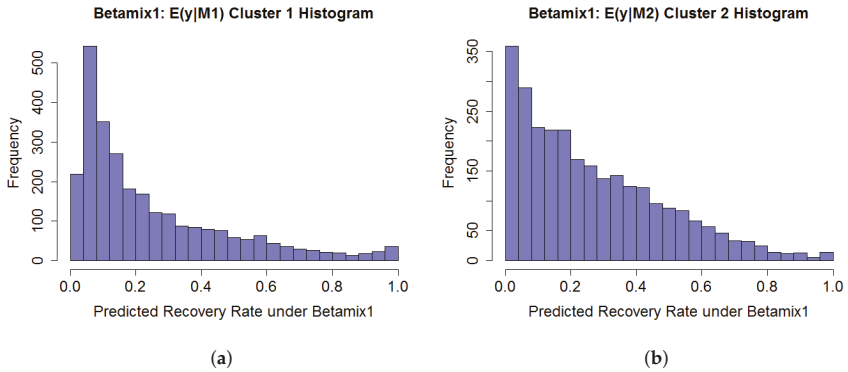 Betamix1: E(y|M1) Cluster 1 Histogram
Frequency
0 100 200 300 400 500
0.0 0.2 0.4 0.6 0.8 1.0
Predicted Recovery Rate under Betamix1
(a)
Betamix1: E(y|M2) Cluster 2 Histogram
Frequency
0 50 150 250 350
0.0 0.2 0.4 0.6 0.8 1.0
Predicted Recovery Rate under Betamix1
(b)